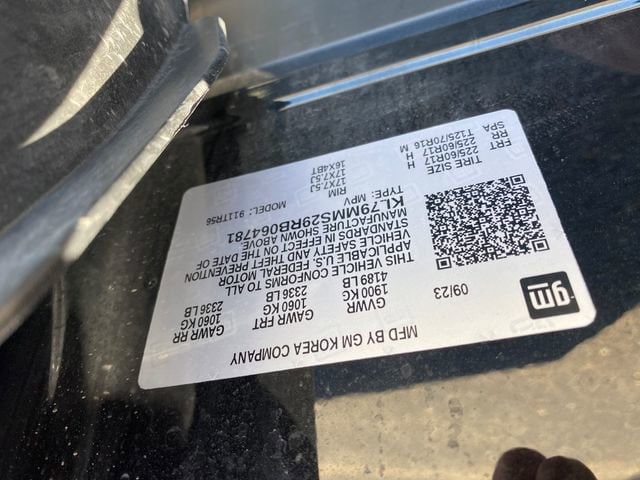 MFD BY GM KOREA COMPANY
gm
09/23
GVWR GAWR FRT GAWR RR
1900 KG 1060 KG 1060 KG
4189 LB 2336 LB 2336 LB
THIS VEHICLE CONFORMS TO ALL
APPLICABLE U.S. FEDERAL MOTOR
VEHICLE SAFETY AND THEFT PREVENTION
STANDARDS IN EFFECT ON THE DATE OF
MANUFACTURE SHOWN ABOVE
KL79MMS29RB064781
TYPE: MPV MODEL: 911TR56
TIRE SIZE RIM
FRT 225/60R17 H 17X7.5J
RR 225/60R17 H 17X7.5J
SPA T125/70R16 M 16X4BT